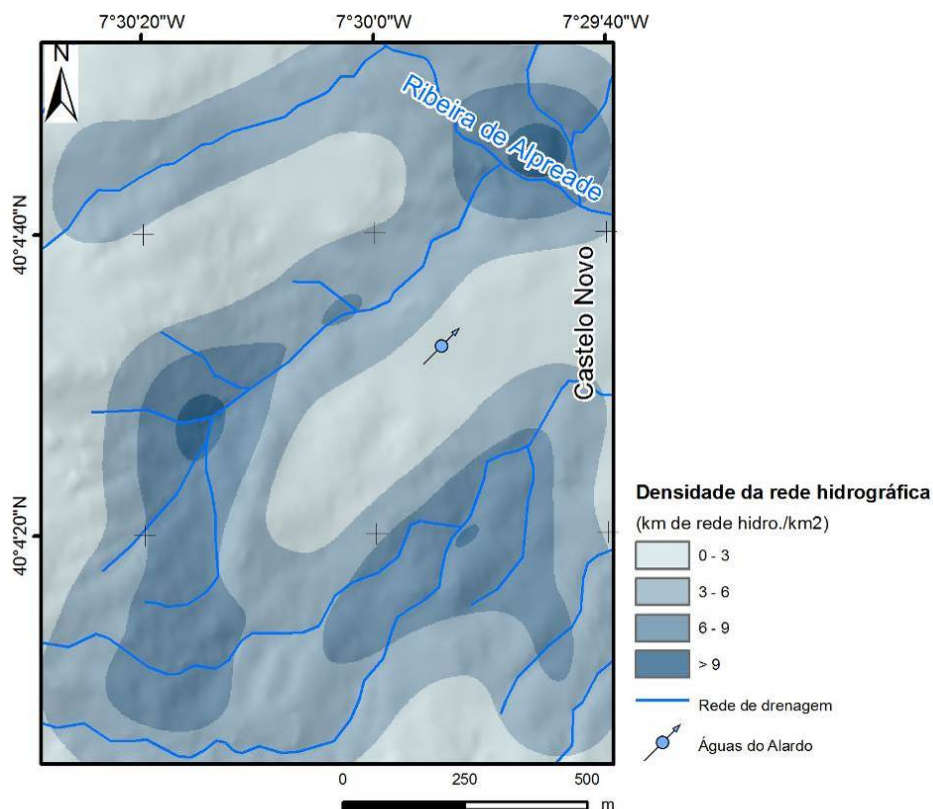 7°30'20"W
7°30'0"W
7°29'40"W
N
Ribeira de Alpreade
40°4'40"N
Castelo Novo
40°4'20"N
Densidade da rede hidrográfica
(km de rede hidro./km2)
0 - 3
3 - 6
6 - 9
> 9
Rede de drenagem
Águas do Alardo
0 250 500
m